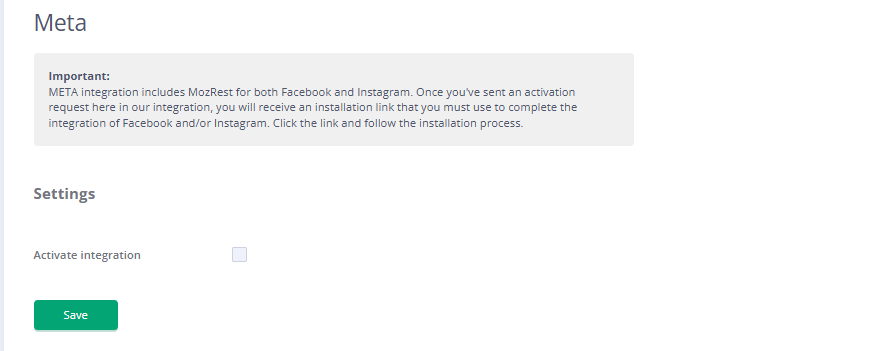 Meta
Important:
META integration includes MozRest for both Facebook and Instagram. Once you've sent an activation
request here in our integration, you will receive an installation link that you must use to complete the
integration of Facebook and/or Instagram. Click the link and follow the installation process.
Settings
Activate integration
Save